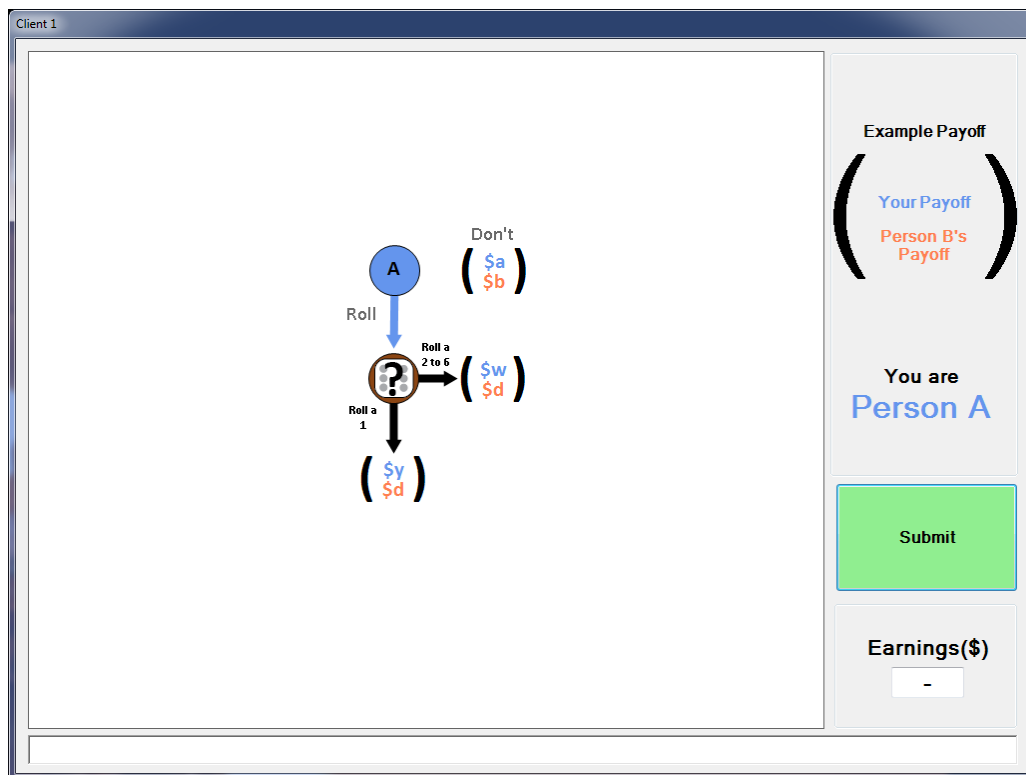 Client 1
Example Payoff
Your Payoff
Person B's
Payoff
Don't
A
( $a
$b )
Roll
Roll a
2 to 6
?
( $w
$d )
Roll a
1
( $y
$d )
You are
Person A
Submit
Earnings($)
-